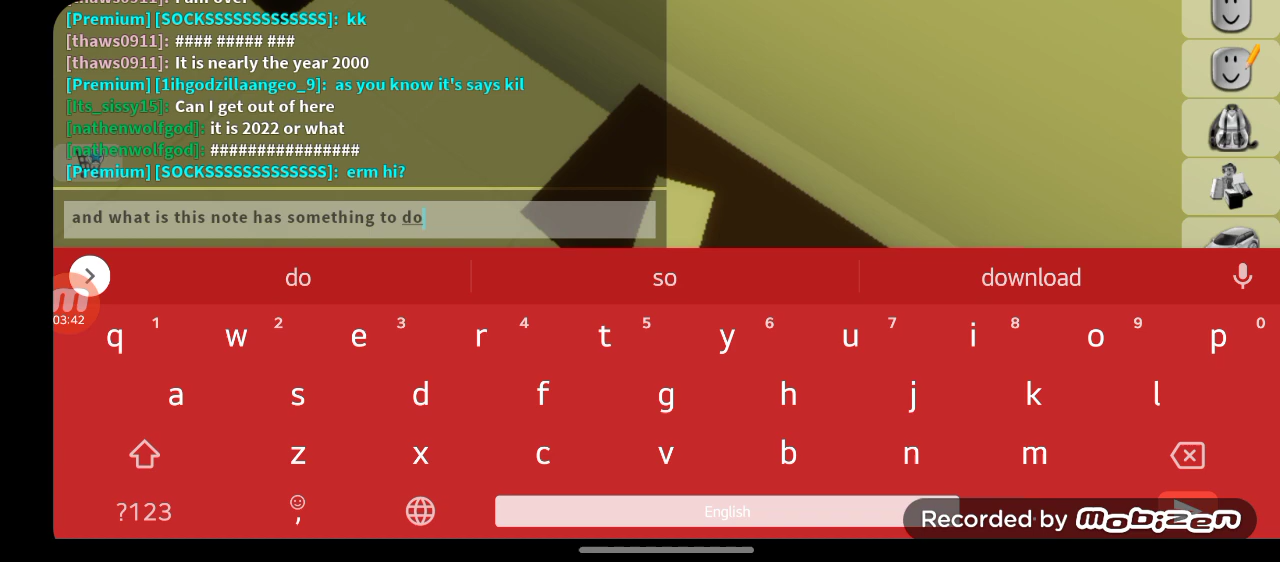 [Premium] [SOCKSSSSSSSSSSSSS]: kk
[thaws0911]: #### ##### ###
[thaws0911]: It is nearly the year 2000
[Premium] [1ihgodzillaangeo_9]: as you know it's says kil
[Its_sissy15]: Can I get out of here
[nathenwolfgod]: it is 2022 or what
[nathenwolfgod]: ################
[Premium] [SOCKSSSSSSSSSSSSS]: erm hi?
and what is this note has something to do
do so download
03:42
q 1 w 2 e 3 r 4 t 5 y 6 u 7 i 8 o 9 p 0
a s d f g h j k l
z x c v b n m
?123 , English
Recorded by mobizen